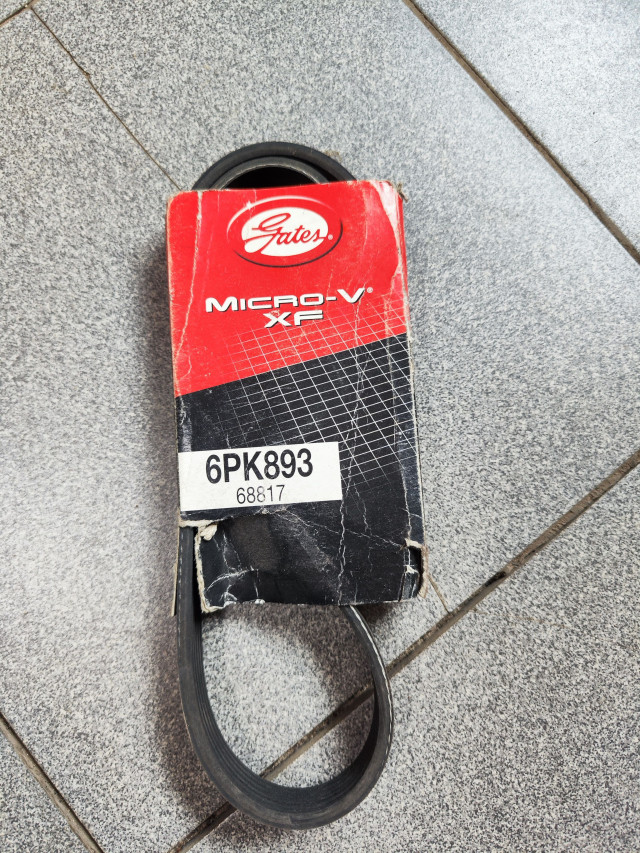 Gates®
MICRO-V®
XF
6PK893
68817